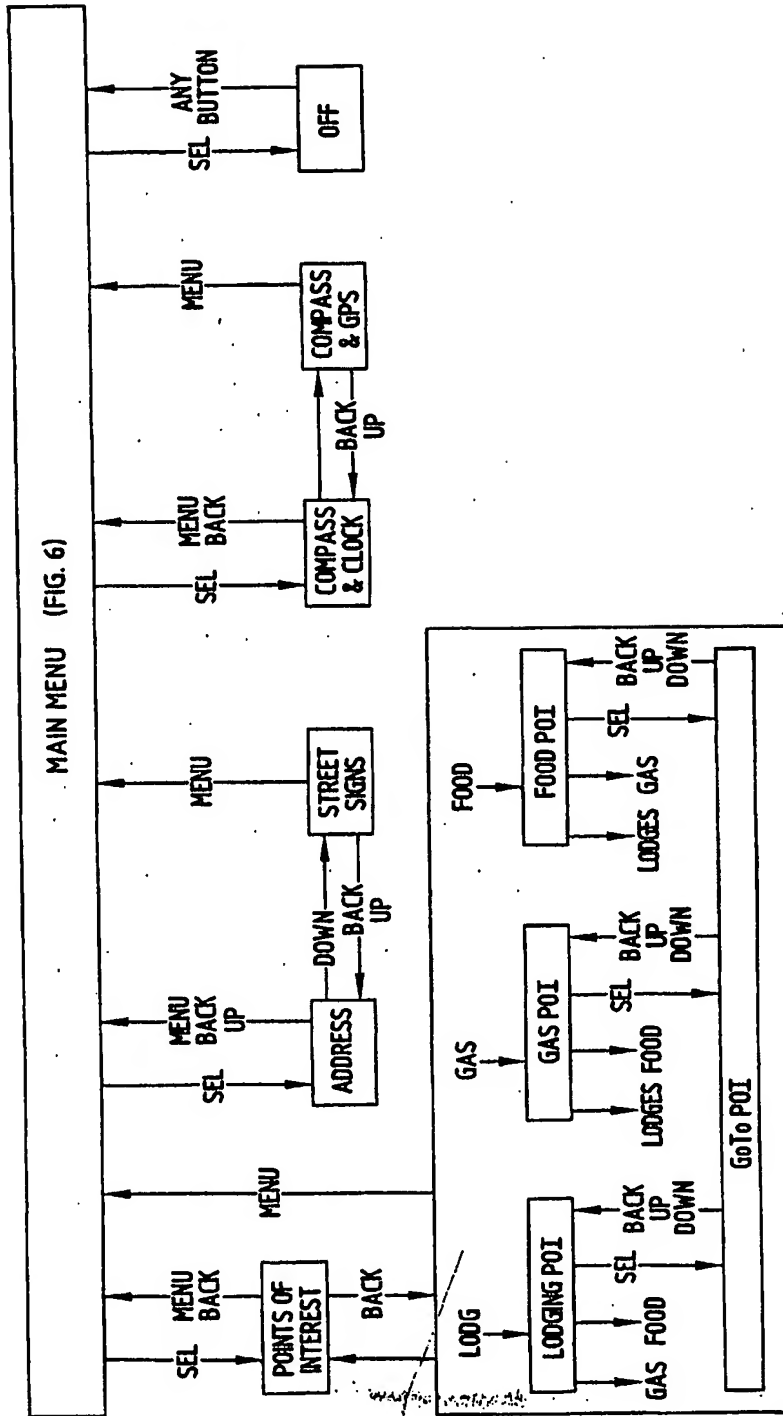 MAIN MENU (FIG. 6)
SEL
MENU
BACK
MENU
SEL
MENU
BACK
UP
MENU
SEL
MENU
BACK
MENU
SEL
ANY
BUTTON
POINTS OF
INTEREST
BACK
ADDRESS
DOWN
BACK
UP
STREET
SIGNS
COMPASS
& CLOCK
BACK
UP
COMPASS
& GPS
OFF
LODG
GAS
FOOD
LODGING POI
GAS POI
FOOD POI
GAS
FOOD
SEL
BACK
UP
DOWN
LODGES
FOOD
SEL
BACK
UP
DOWN
LODGES
GAS
SEL
BACK
UP
DOWN
GoTo POI